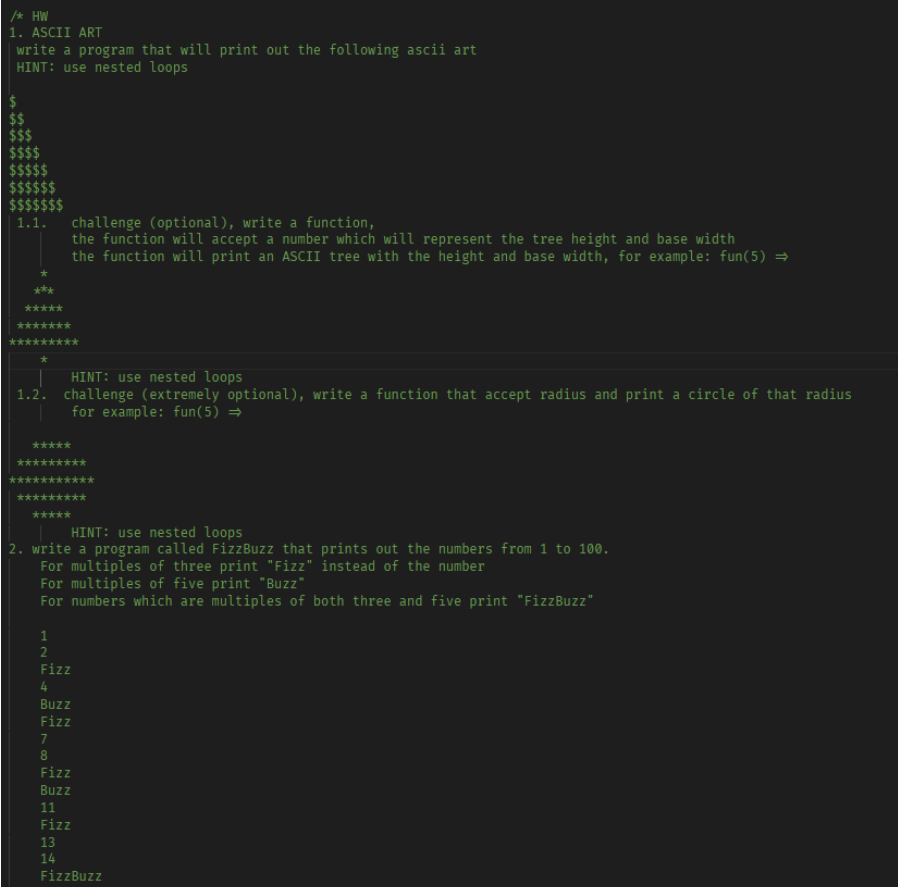 /* HW
1. ASCII ART
 write a program that will print out the following ascii art
 HINT: use nested loops

$
$$
$$$
$$$$
$$$$$
$$$$$$
$$$$$$$
 1.1.   challenge (optional), write a function,
        the function will accept a number which will represent the tree height and base width
        the function will print an ASCII tree with the height and base width, for example: fun(5) =>
    *
   ***
  *****
 *******
*********
    *
        HINT: use nested loops
 1.2.  challenge (extremely optional), write a function that accept radius and print a circle of that radius
        for example: fun(5) =>

   *****
 *********
***********
 *********
   *****
        HINT: use nested loops
2. write a program called FizzBuzz that prints out the numbers from 1 to 100.
    For multiples of three print "Fizz" instead of the number
    For multiples of five print "Buzz"
    For numbers which are multiples of both three and five print "FizzBuzz"

    1
    2
    Fizz
    4
    Buzz
    Fizz
    7
    8
    Fizz
    Buzz
    11
    Fizz
    13
    14
    FizzBuzz